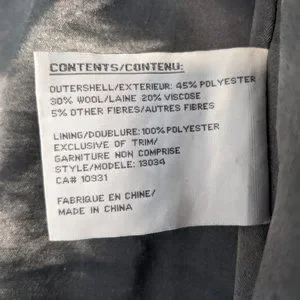 CONTENTS/CONTENU:
OUTERSHELL/EXTERIEUR: 45% POLYESTER
30% WOOL/LAINE 20% VISCOSE
5% OTHER FIBRES/AUTRES FIBRES
LINING/DOUBLURE: 100% POLYESTER
EXCLUSIVE OF TRIM/
GARNITURE NON COMPRISE
STYLE/MODELE: 13034
CA# 10931
FABRIQUE EN CHINE/
MADE IN CHINA